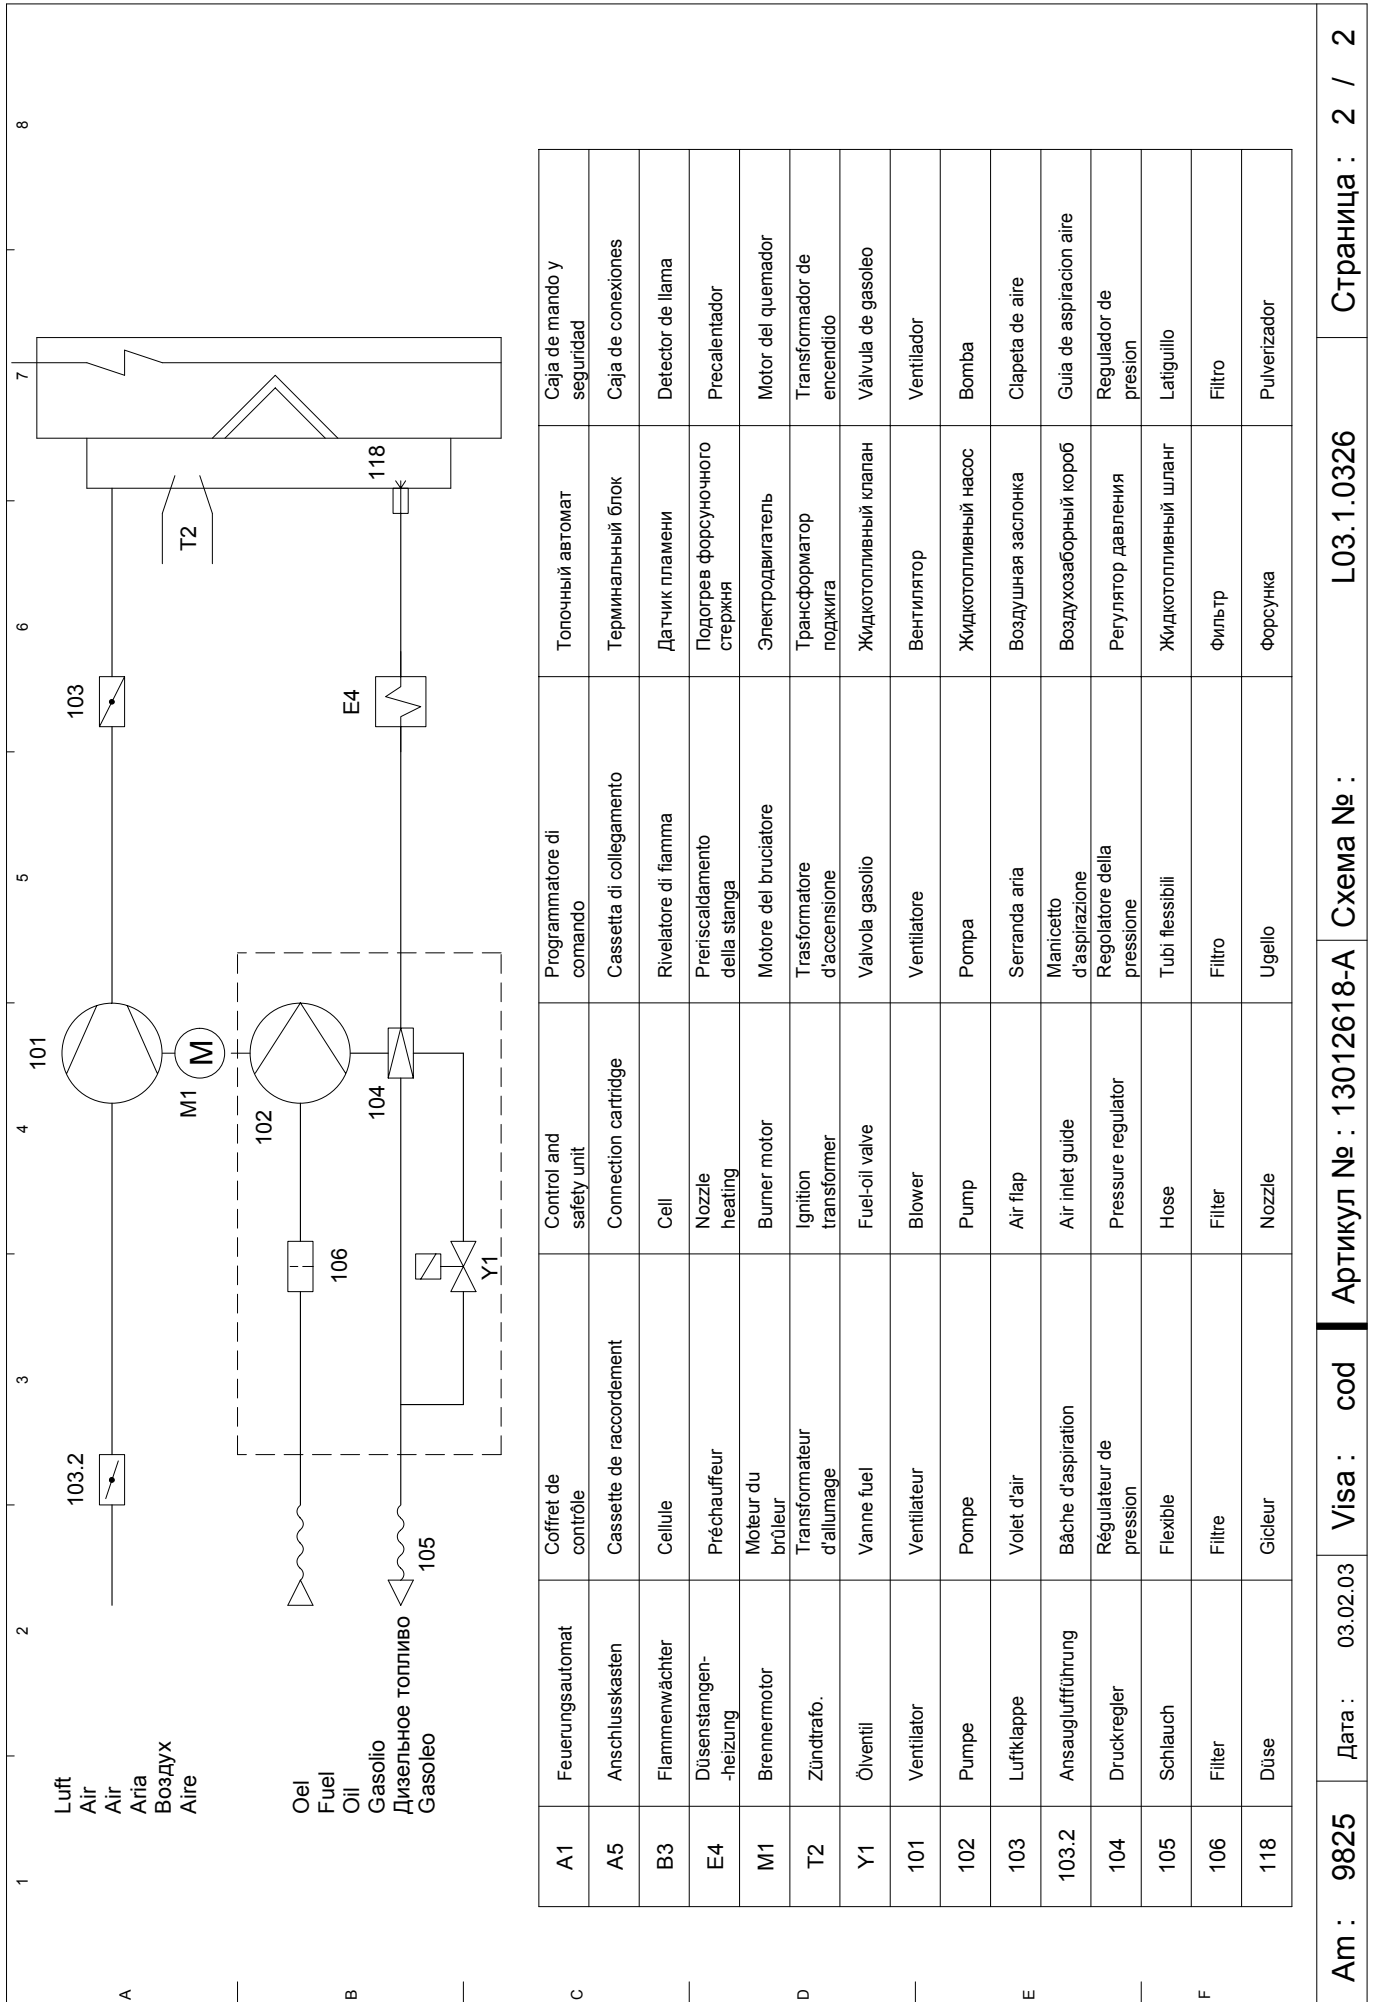 1 2 3 4 5 6 7 8
A
B
C
D
E
F
Luft
Air
Air
Aria
Воздух
Aire
Oel
Fuel
Oil
Gasolio
Дизельное топливо
Gasoleo
103.2
101
103
M1
M
T2
102
106
104
Y1
105
E4
118
A1 Feuerungsautomat Coffret de contrôle Control and safety unit Programmatore di comando Топочный автомат Caja de mando y seguridad
A5 Anschlusskasten Cassette de raccordement Connection cartridge Cassetta di collegamento Терминальный блок Caja de conexiones
B3 Flammenwächter Cellule Cell Rivelatore di fiamma Датчик пламени Detector de llama
E4 Düsenstangen- -heizung Préchauffeur Nozzle heating Preriscaldamento della stanga Подогрев форсуночного стержня Precalentador
M1 Brennermotor Moteur du brûleur Burner motor Motore del bruciatore Электродвигатель Motor del quemador
T2 Zündtrafo. Transformateur d'allumage Ignition transformer Trasformatore d'accensione Трансформатор поджига Transformador de encendido
Y1 Ölventil Vanne fuel Fuel-oil valve Valvola gasolio Жидкотопливный клапан Vàlvula de gasoleo
101 Ventilator Ventilateur Blower Ventilatore Вентилятор Ventilador
102 Pumpe Pompe Pump Pompa Жидкотопливный насос Bomba
103 Luftklappe Volet d'air Air flap Serranda aria Воздушная заслонка Clapeta de aire
103.2 Ansaugluftführung Bâche d'aspiration Air inlet guide Manicetto d'aspirazione Воздухозаборный короб Guia de aspiracion aire
104 Druckregler Régulateur de pression Pressure regulator Regolatore della pressione Регулятор давления Regulador de presion
105 Schlauch Flexible Hose Tubi flessibili Жидкотопливный шланг Latiguillo
106 Filter Filtre Filter Filtro Фильтр Filtro
118 Düse Gicleur Nozzle Ugello Форсунка Pulverizador
Am : 9825 Дата : 03.02.03 Visa : cod Артикул № : 13012618-A Схема № : L03.1.0326 Страница : 2 / 2